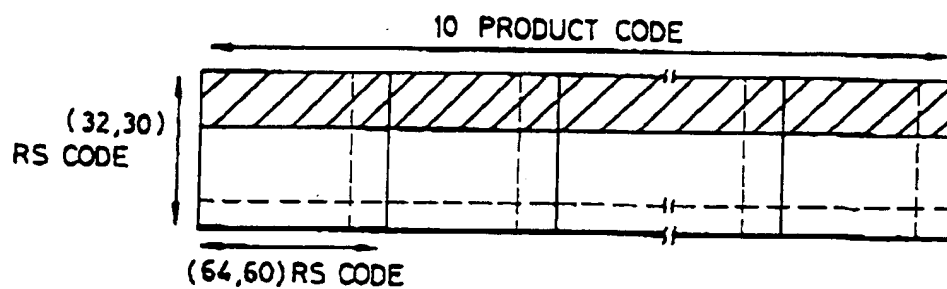 10 PRODUCT CODE
(32,30)
RS CODE
(64,60) RS CODE